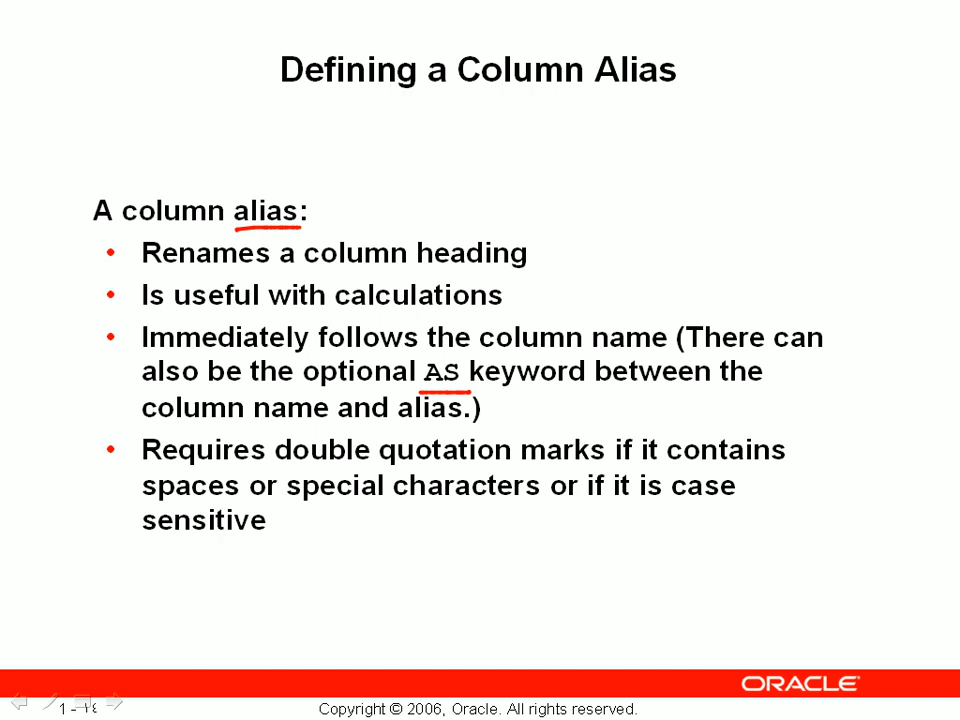 Defining a Column Alias
A column alias:
• Renames a column heading
• Is useful with calculations
• Immediately follows the column name (There can
also be the optional AS keyword between the
column name and alias.)
• Requires double quotation marks if it contains
spaces or special characters or if it is case
sensitive
ORACLE
1 - ١٤
Copyright © 2006, Oracle. All rights reserved.